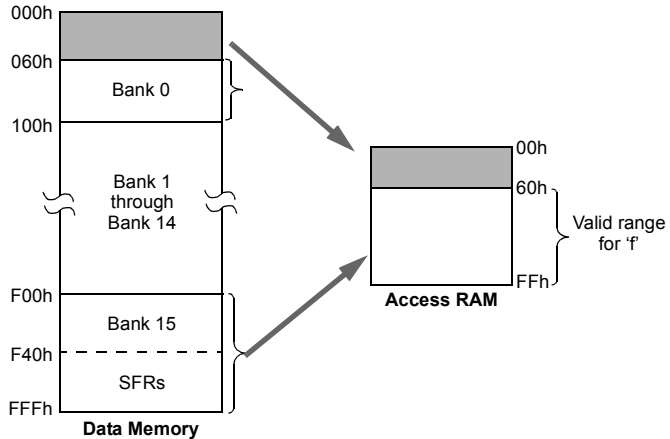 000h
060h
Bank 0
100h
Bank 1
through
Bank 14
F00h
Bank 15
F40h
SFRs
FFFh
Data Memory
00h
60h
Valid range
for ‘f’
FFh
Access RAM